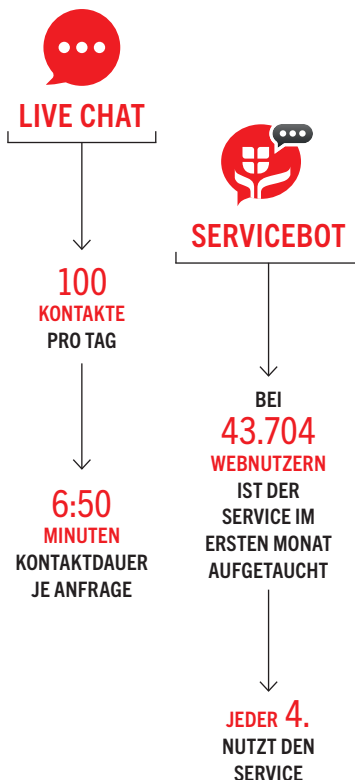 LIVE CHAT
100
KONTAKTE
PRO TAG
6:50
MINUTEN
KONTAKTDAUER
JE ANFRAGE
SERVICEBOT
BEI
43.704
WEBNUTZERN
IST DER
SERVICE IM
ERSTEN MONAT
AUFGETAUCHT
JEDER 4.
NUTZT DEN
SERVICE